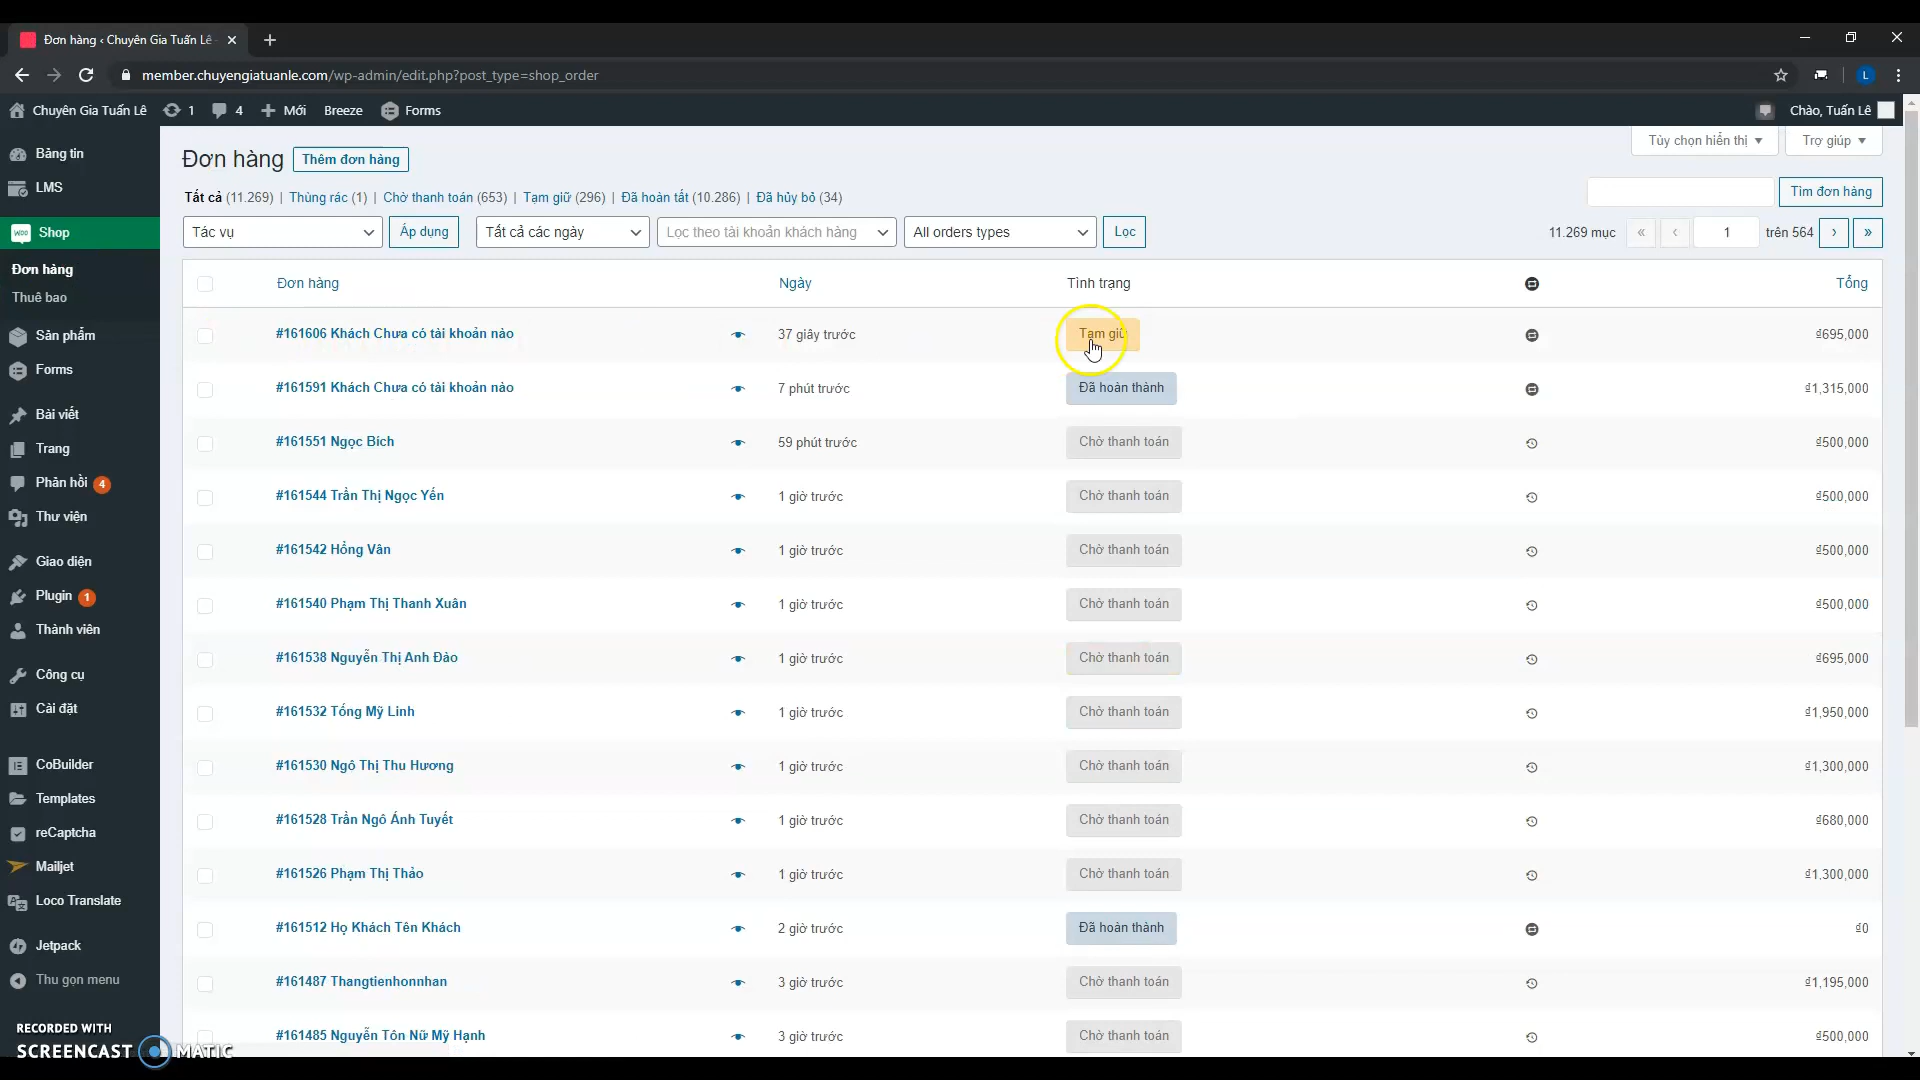 Đơn hàng ‹ Chuyên Gia Tuấn Lê -
member.chuyengiatuanle.com/wp-admin/edit.php?post_type=shop_order
L
Chuyên Gia Tuấn Lê 1 4 Mới Breeze Forms
Chào, Tuấn Lê
Bảng tin
LMS
Shop
Đơn hàng
Thuê bao
Sản phẩm
Forms
Bài viết
Trang
Phản hồi 4
Thư viện
Giao diện
Plugin 1
Thành viên
Công cụ
Cài đặt
CoBuilder
Templates
reCaptcha
Mailjet
Loco Translate
Jetpack
Thu gọn menu
RECORDED WITH
SCREENCAST MATIC
Tùy chọn hiển thị Trợ giúp
Đơn hàng Thêm đơn hàng
Tất cả (11.269) | Thùng rác (1) | Chờ thanh toán (653) | Tạm giữ (296) | Đã hoàn tất (10.286) | Đã hủy bỏ (34)
Tìm đơn hàng
Tác vụ Áp dụng Tất cả các ngày Lọc theo tài khoản khách hàng All orders types Lọc
11.269 mục « ‹ 1 trên 564 › »
Đơn hàng Ngày Tình trạng Tổng
#161606 Khách Chưa có tài khoản nào 37 giây trước Tạm giữ ₫695,000
#161591 Khách Chưa có tài khoản nào 7 phút trước Đã hoàn thành ₫1,315,000
#161551 Ngọc Bích 59 phút trước Chờ thanh toán ₫500,000
#161544 Trần Thị Ngọc Yến 1 giờ trước Chờ thanh toán ₫500,000
#161542 Hồng Vân 1 giờ trước Chờ thanh toán ₫500,000
#161540 Phạm Thị Thanh Xuân 1 giờ trước Chờ thanh toán ₫500,000
#161538 Nguyễn Thị Anh Đào 1 giờ trước Chờ thanh toán ₫695,000
#161532 Tống Mỹ Linh 1 giờ trước Chờ thanh toán ₫1,950,000
#161530 Ngô Thị Thu Hương 1 giờ trước Chờ thanh toán ₫1,300,000
#161528 Trần Ngô Ánh Tuyết 1 giờ trước Chờ thanh toán ₫680,000
#161526 Phạm Thị Thảo 1 giờ trước Chờ thanh toán ₫1,300,000
#161512 Họ Khách Tên Khách 2 giờ trước Đã hoàn thành ₫0
#161487 Thangtienhonnhan 3 giờ trước Chờ thanh toán ₫1,195,000
#161485 Nguyễn Tôn Nữ Mỹ Hạnh 3 giờ trước Chờ thanh toán ₫500,000